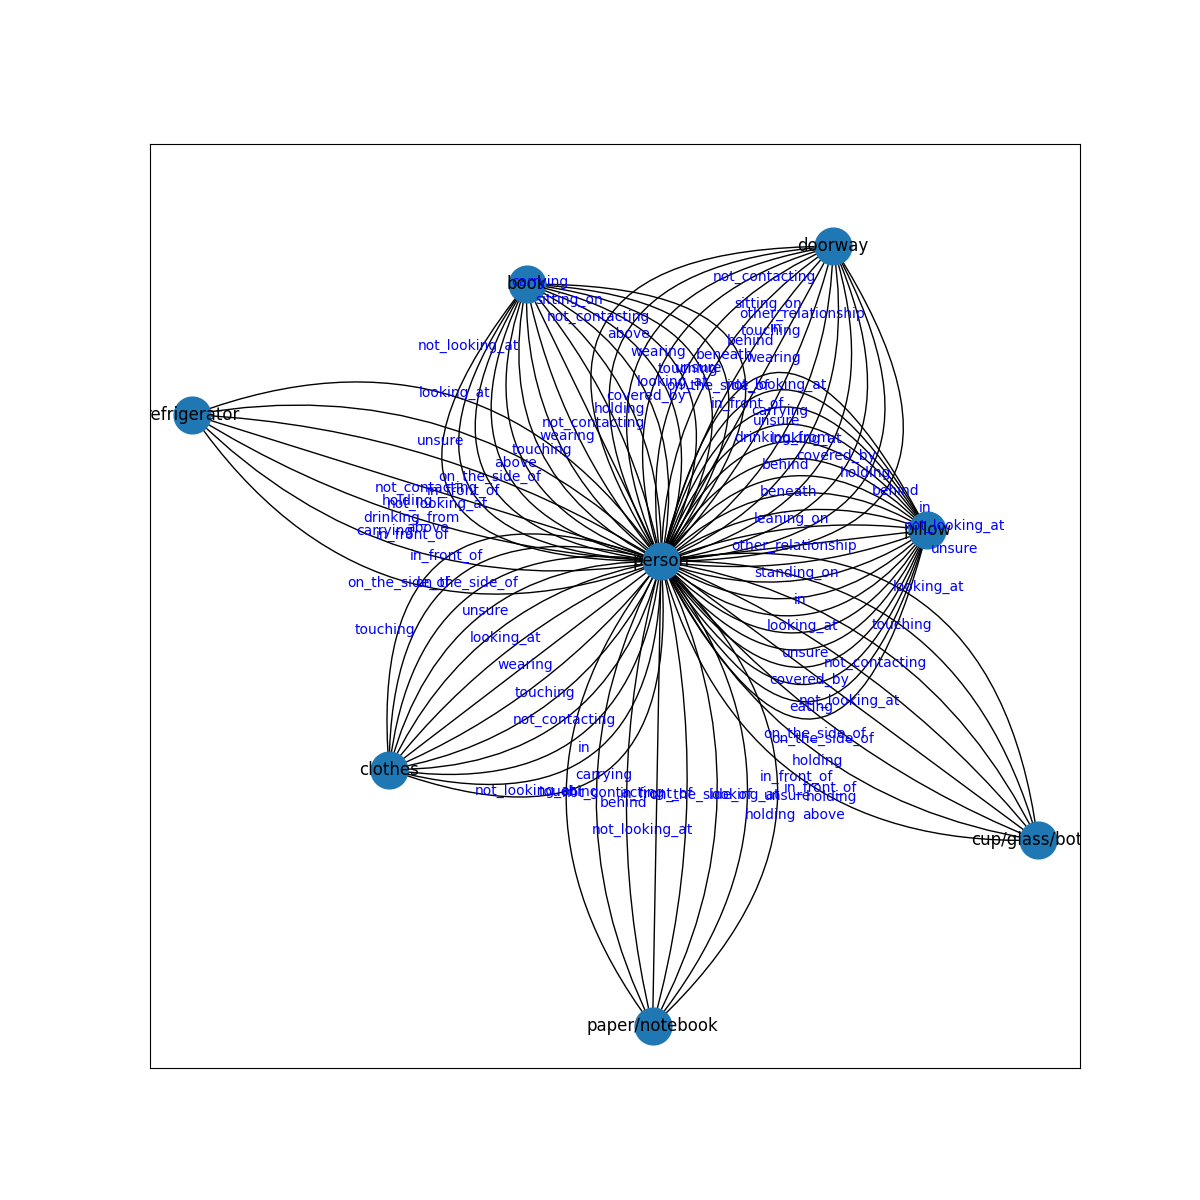 doorway
not_contacting
carrying
book
sitting_on
sitting_on
other_relationship
not_contacting
in
touching
above
behind
not_looking_at
wearing
beneath
wearing
touching
unsure
looking_at
on_the_side_of
not_looking_at
looking_at
covered_by
in_front_of
holding
carrying
efrigerator
not_contacting
unsure
wearing
drinking_from
looking_at
unsure
touching
covered_by
above
behind
holding
on_the_side_of
not_contacting
in_front_of
beneath
behind
holding
not_looking_at
in
drinking_from
leaning_on
not_looking_at
carrying
above
pillow
in_front_of
other_relationship
unsure
in_front_of
person
standing_on
on_the_side_of
on_the_side_of
looking_at
in
unsure
touching
looking_at
touching
looking_at
unsure
wearing
not_contacting
covered_by
touching
not_looking_at
eating
not_contacting
on_the_side_of
on_the_side_of
in
holding
clothes
carrying
in_front_of
in_front_of
not_looking_at
touching
not_contacting
in_front_of
on_the_side_of
looking_at
unsure
holding
behind
holding
above
not_looking_at
cup/glass/bot
paper/notebook